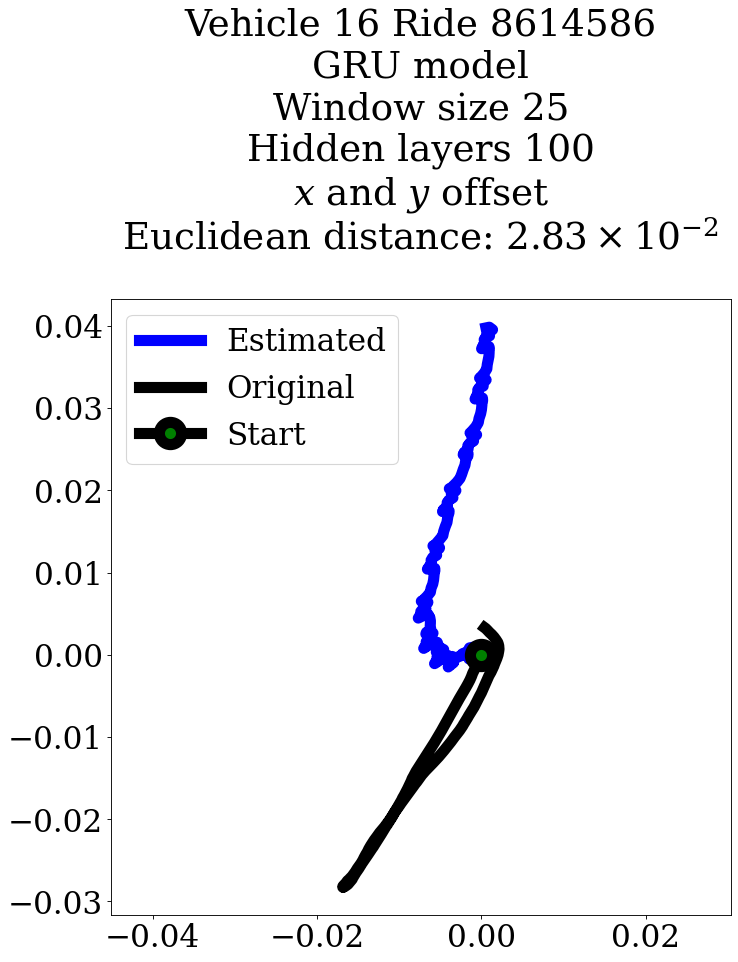 Vehicle 16 Ride 8614586
GRU model
Window size 25
Hidden layers 100
x and y offset
Euclidean distance: 2.83 × 10⁻²
Estimated
Original
Start
0.04
0.03
0.02
0.01
0.00
−0.01
−0.02
−0.03
−0.04 −0.02 0.00 0.02